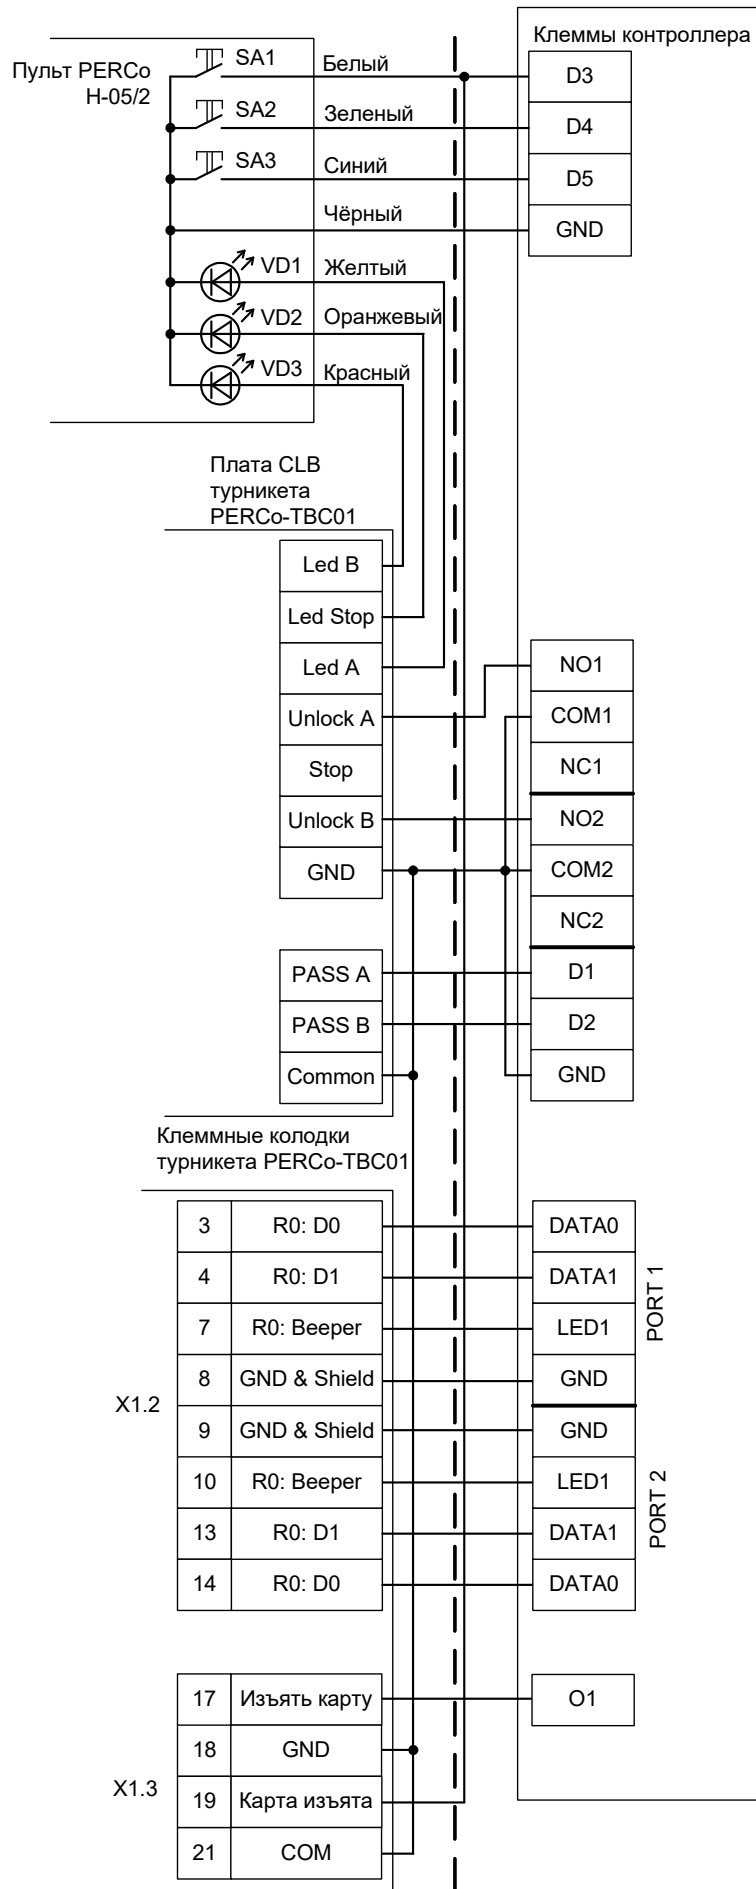 Клеммы контроллера
Пульт PERCo
H-05/2
SA1
Белый
D3
SA2
Зеленый
D4
SA3
Синий
D5
Чёрный
GND
VD1
Желтый
VD2
Оранжевый
VD3
Красный
Плата CLB
турникета
PERCo-TBC01
Led B
Led Stop
Led A
NO1
Unlock A
COM1
Stop
NC1
Unlock B
NO2
GND
COM2
NC2
PASS A
D1
PASS B
D2
Common
GND
Клеммные колодки
турникета PERCo-TBC01
X1.2
3 R0: D0
DATA0
4 R0: D1
DATA1
7 R0: Beeper
LED1
8 GND & Shield
GND
PORT 1
9 GND & Shield
GND
10 R0: Beeper
LED1
13 R0: D1
DATA1
14 R0: D0
DATA0
PORT 2
X1.3
17 Изъять карту
O1
18 GND
19 Карта изъята
21 COM